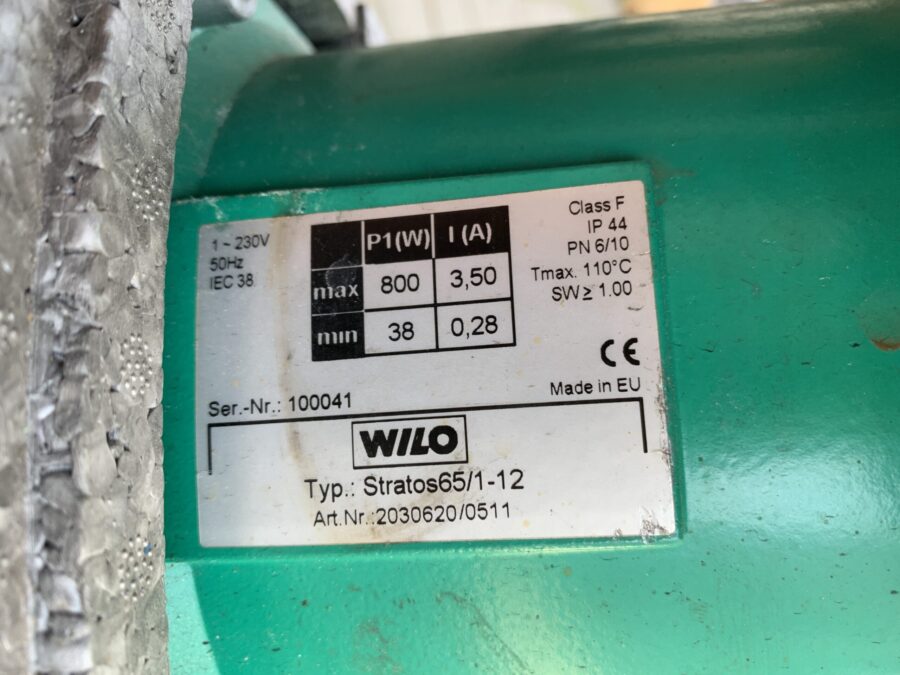 1 ~ 230V
50Hz
IEC 38
P1(W) I (A)
max 800 3,50
min 38 0,28
Class F
IP 44
PN 6/10
Tmax. 110°C
SW ≥ 1.00
CE
Made in EU
Ser.-Nr.: 100041
WILO
Typ.: Stratos65/1-12
Art.Nr.:2030620/0511